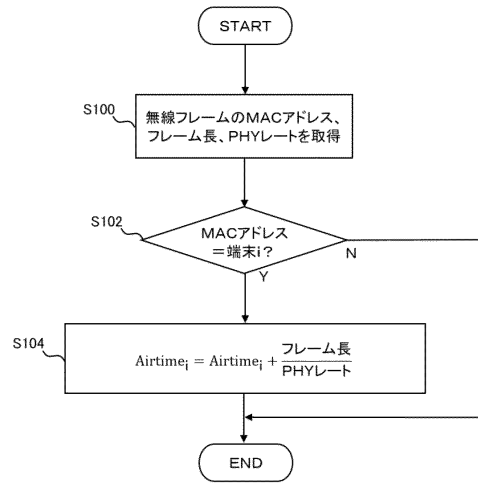 START
S100
無線フレームのMACアドレス、
フレーム長、PHYレートを取得
S102
MACアドレス
=端末i?
N
Y
S104
Airtimeᵢ = Airtimeᵢ + フレーム長/PHYレート
END